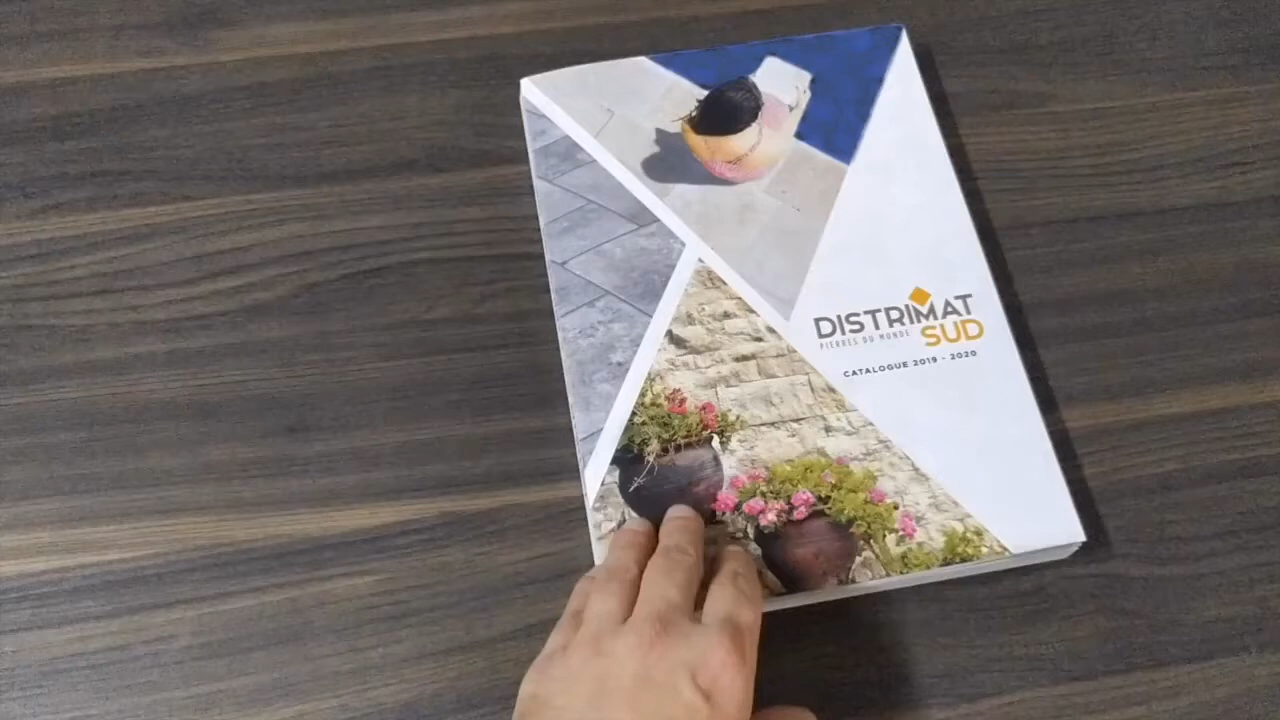 DISTRIMAT
PIERRES DU MONDE SUD
CATALOGUE 2019 - 2020